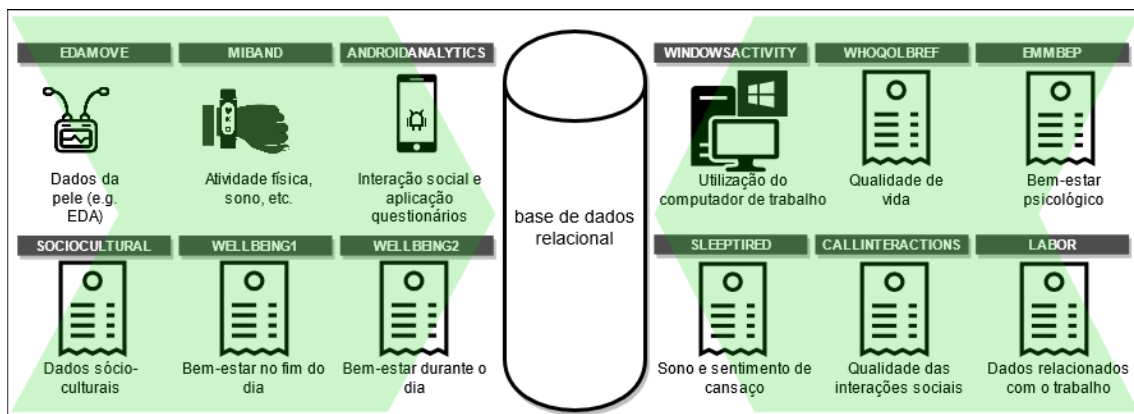 EDAMOVE
MIBAND
ANDROIDANALYTICS
WINDOWSACTIVITY
WHOQOLBREF
EMMBEP
Dados da
pele (e.g.
EDA)
Atividade física,
sono, etc.
Interação social e
aplicação
questionários
base de dados
relacional
Utilização do
computador de trabalho
Qualidade de
vida
Bem-estar
psicológico
SOCIOCULTURAL
WELLBEING1
WELLBEING2
SLEEPTIRED
CALLINTERACTIONS
LABOR
Dados sócio-
culturais
Bem-estar no fim do
dia
Bem-estar durante o
dia
Sono e sentimento de
cansaço
Qualidade das
interações sociais
Dados relacionados
com o trabalho